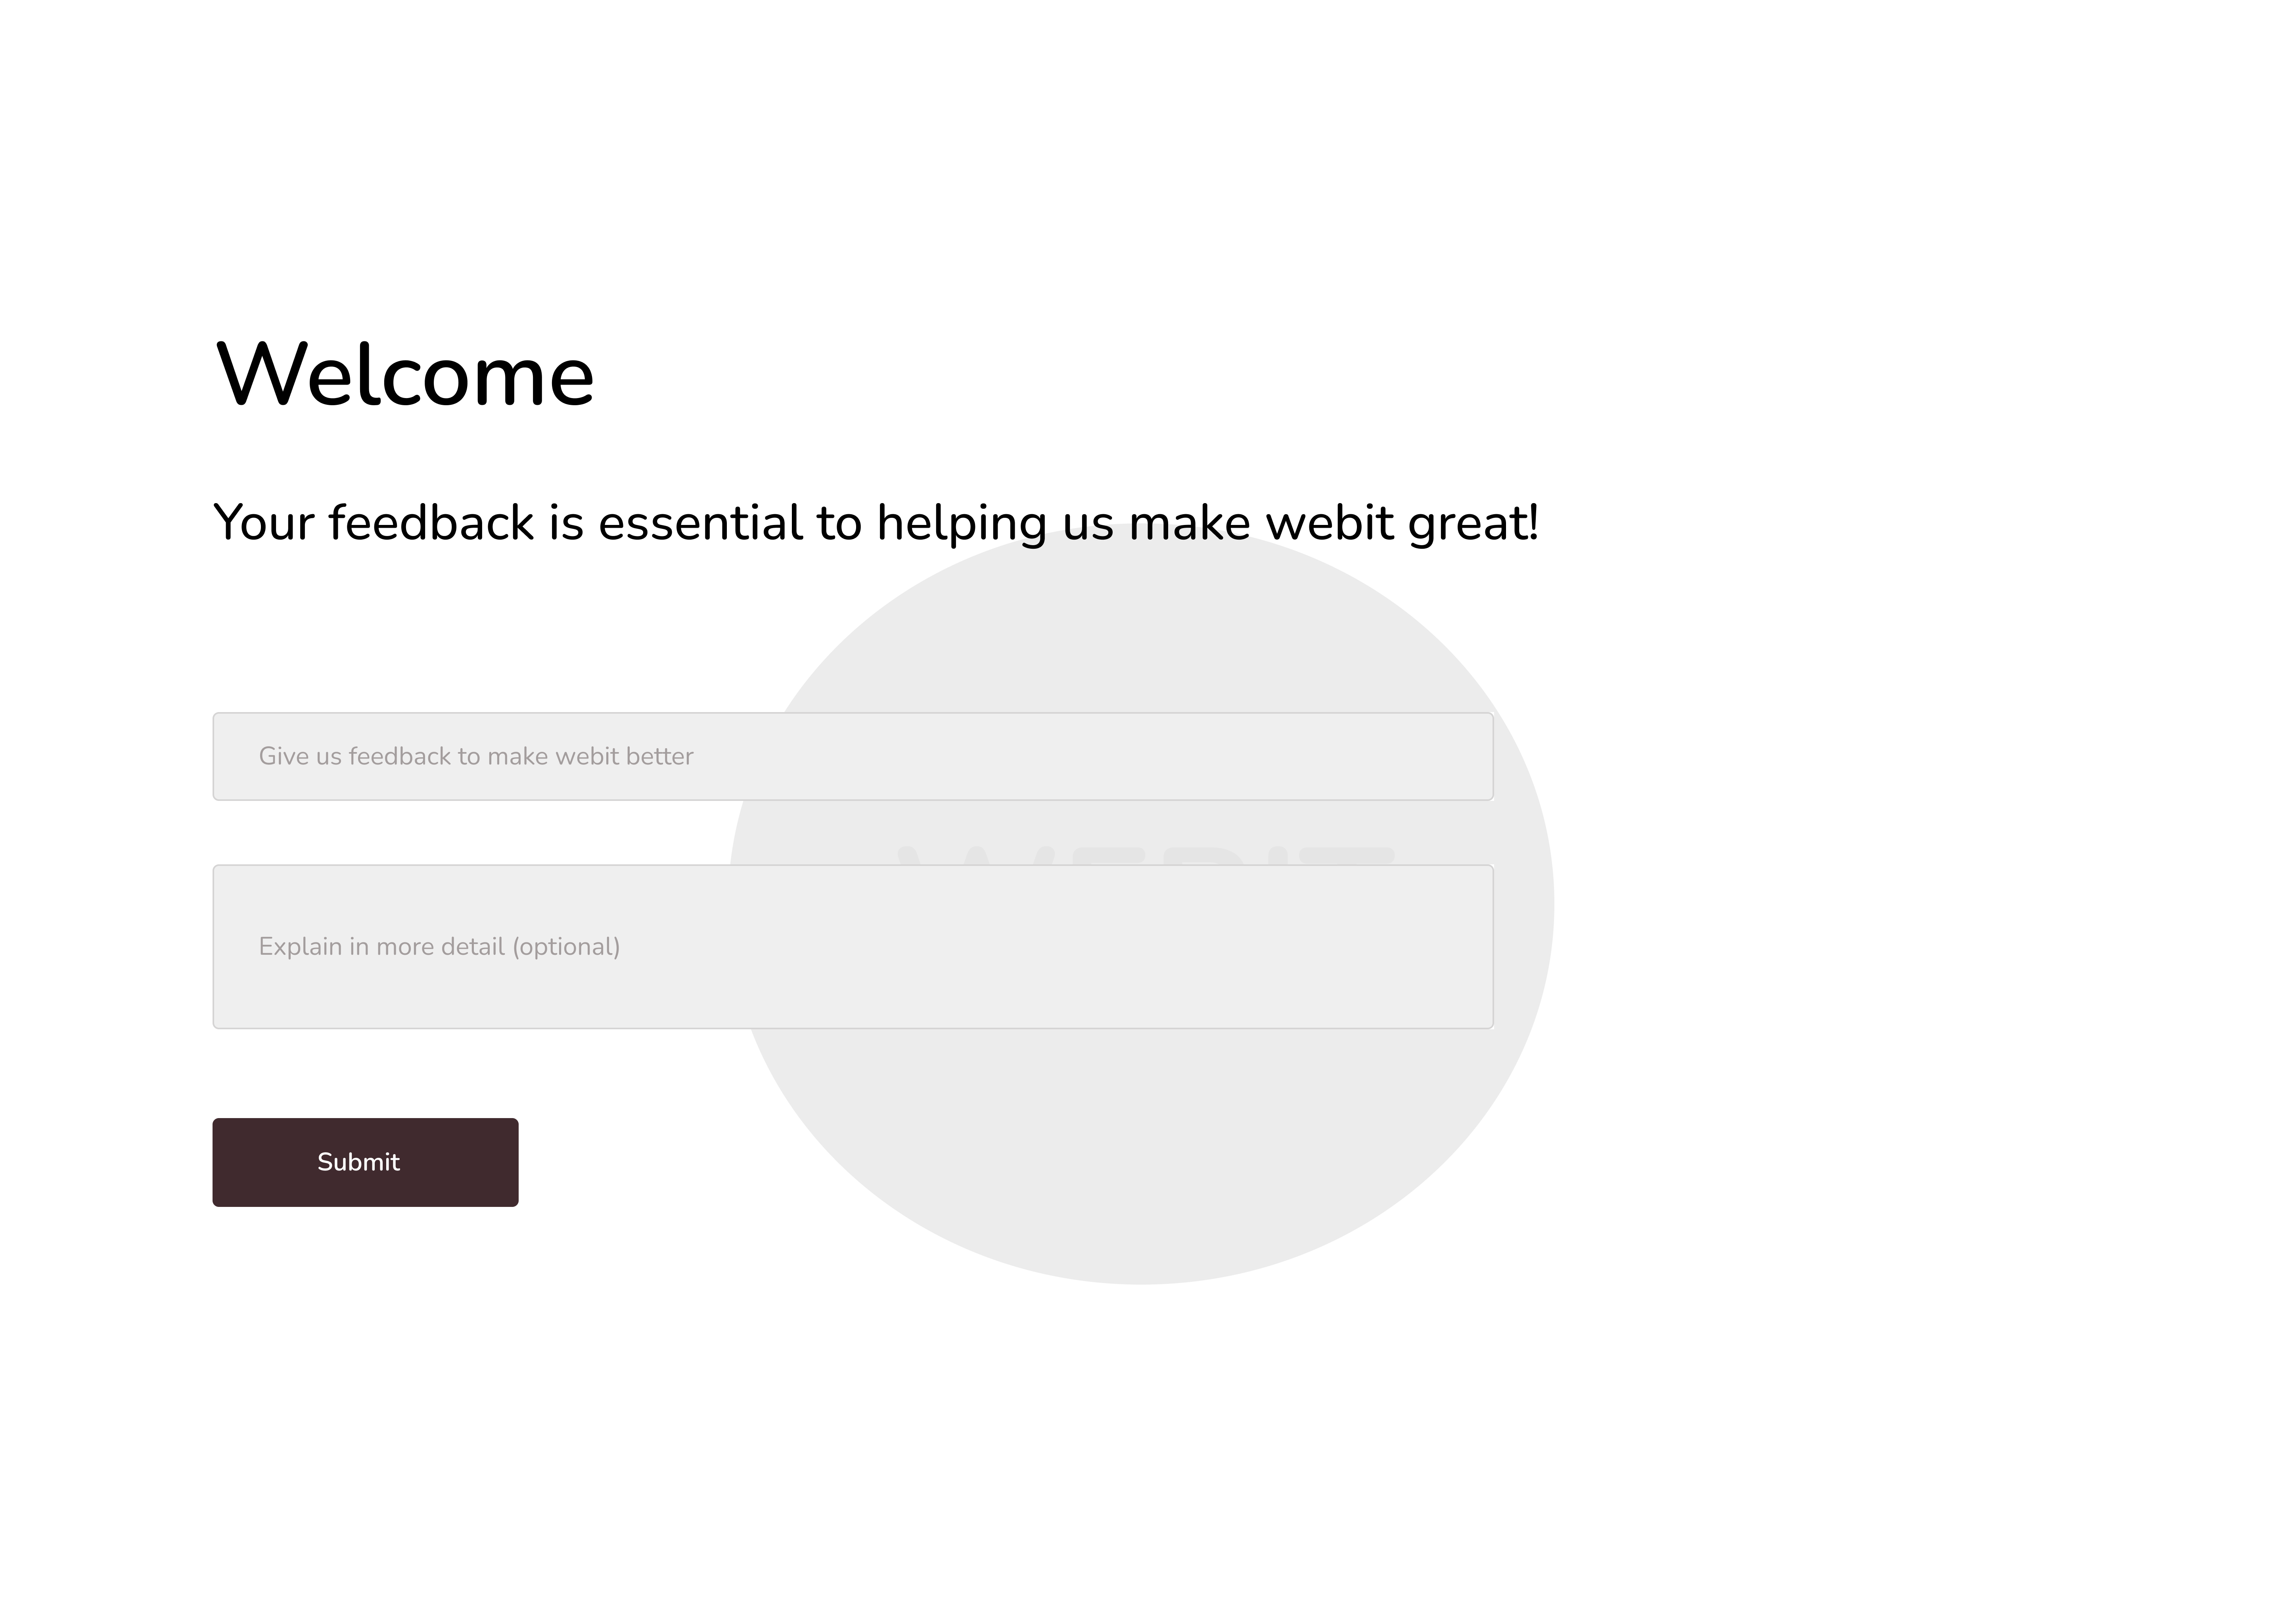 Welcome
Your feedback is essential to helping us make webit great!
Give us feedback to make webit better
WEBIT
Explain in more detail (optional)
Submit